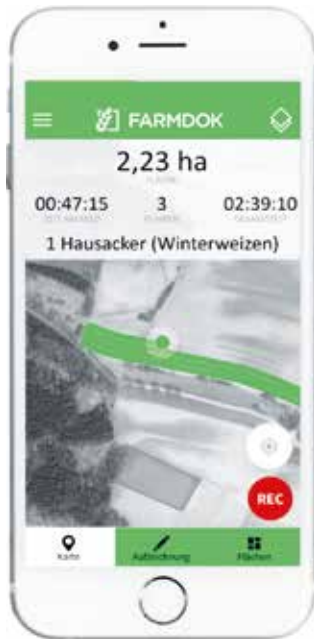 FARMDOK
2,23 ha
00:47:15 3 02:39:10
1 Hausacker (Winterweizen)
REC
Karte Aufzeichnung Flächen